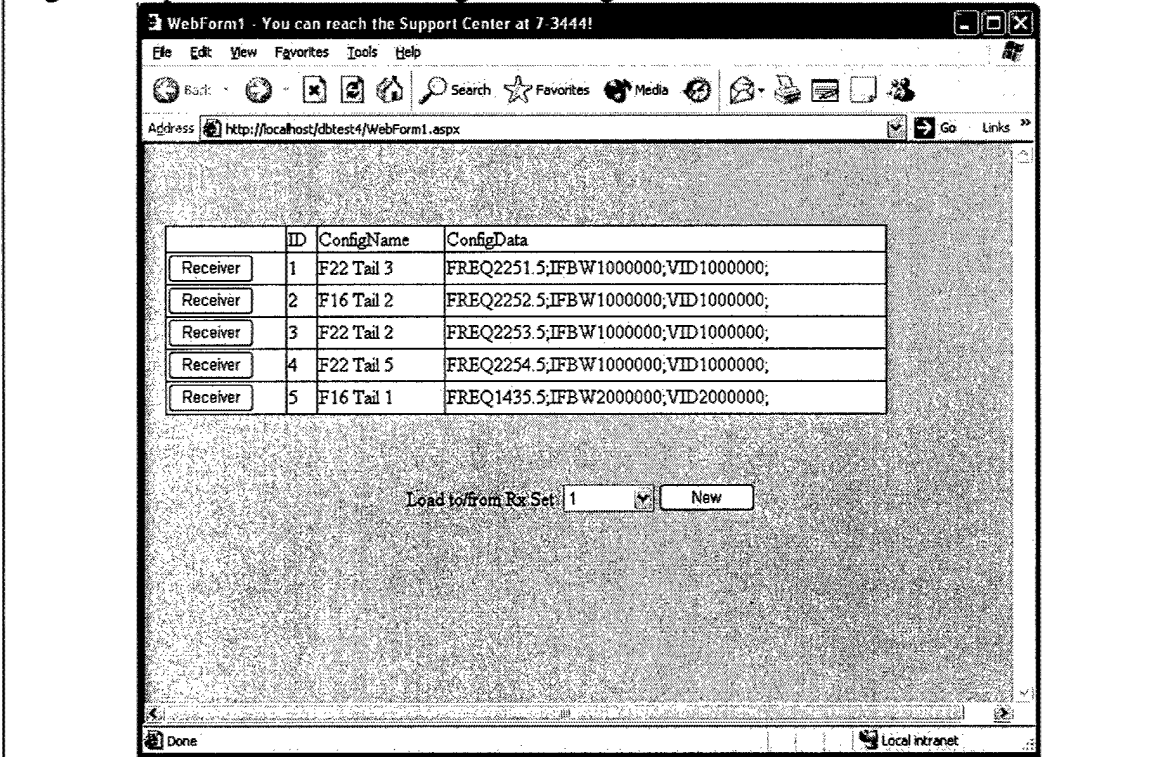 WebForm1 - You can reach the Support Center at 7-3444!
File Edit View Favorites Tools Help
Back Search Favorites Media
Address http://localhost/dbtest4/WebForm1.aspx Go Links »
ID ConfigName ConfigData
Receiver 1 F22 Tail 3 FREQ2251.5;IFBW1000000;VID1000000;
Receiver 2 F16 Tail 2 FREQ2252.5;IFBW1000000;VID1000000;
Receiver 3 F22 Tail 2 FREQ2253.5;IFBW1000000;VID1000000;
Receiver 4 F22 Tail 5 FREQ2254.5;IFBW1000000;VID1000000;
Receiver 5 F16 Tail 1 FREQ1435.5;IFBW2000000;VID2000000;
Load to/from Rx Set: 1 New
Done Local intranet